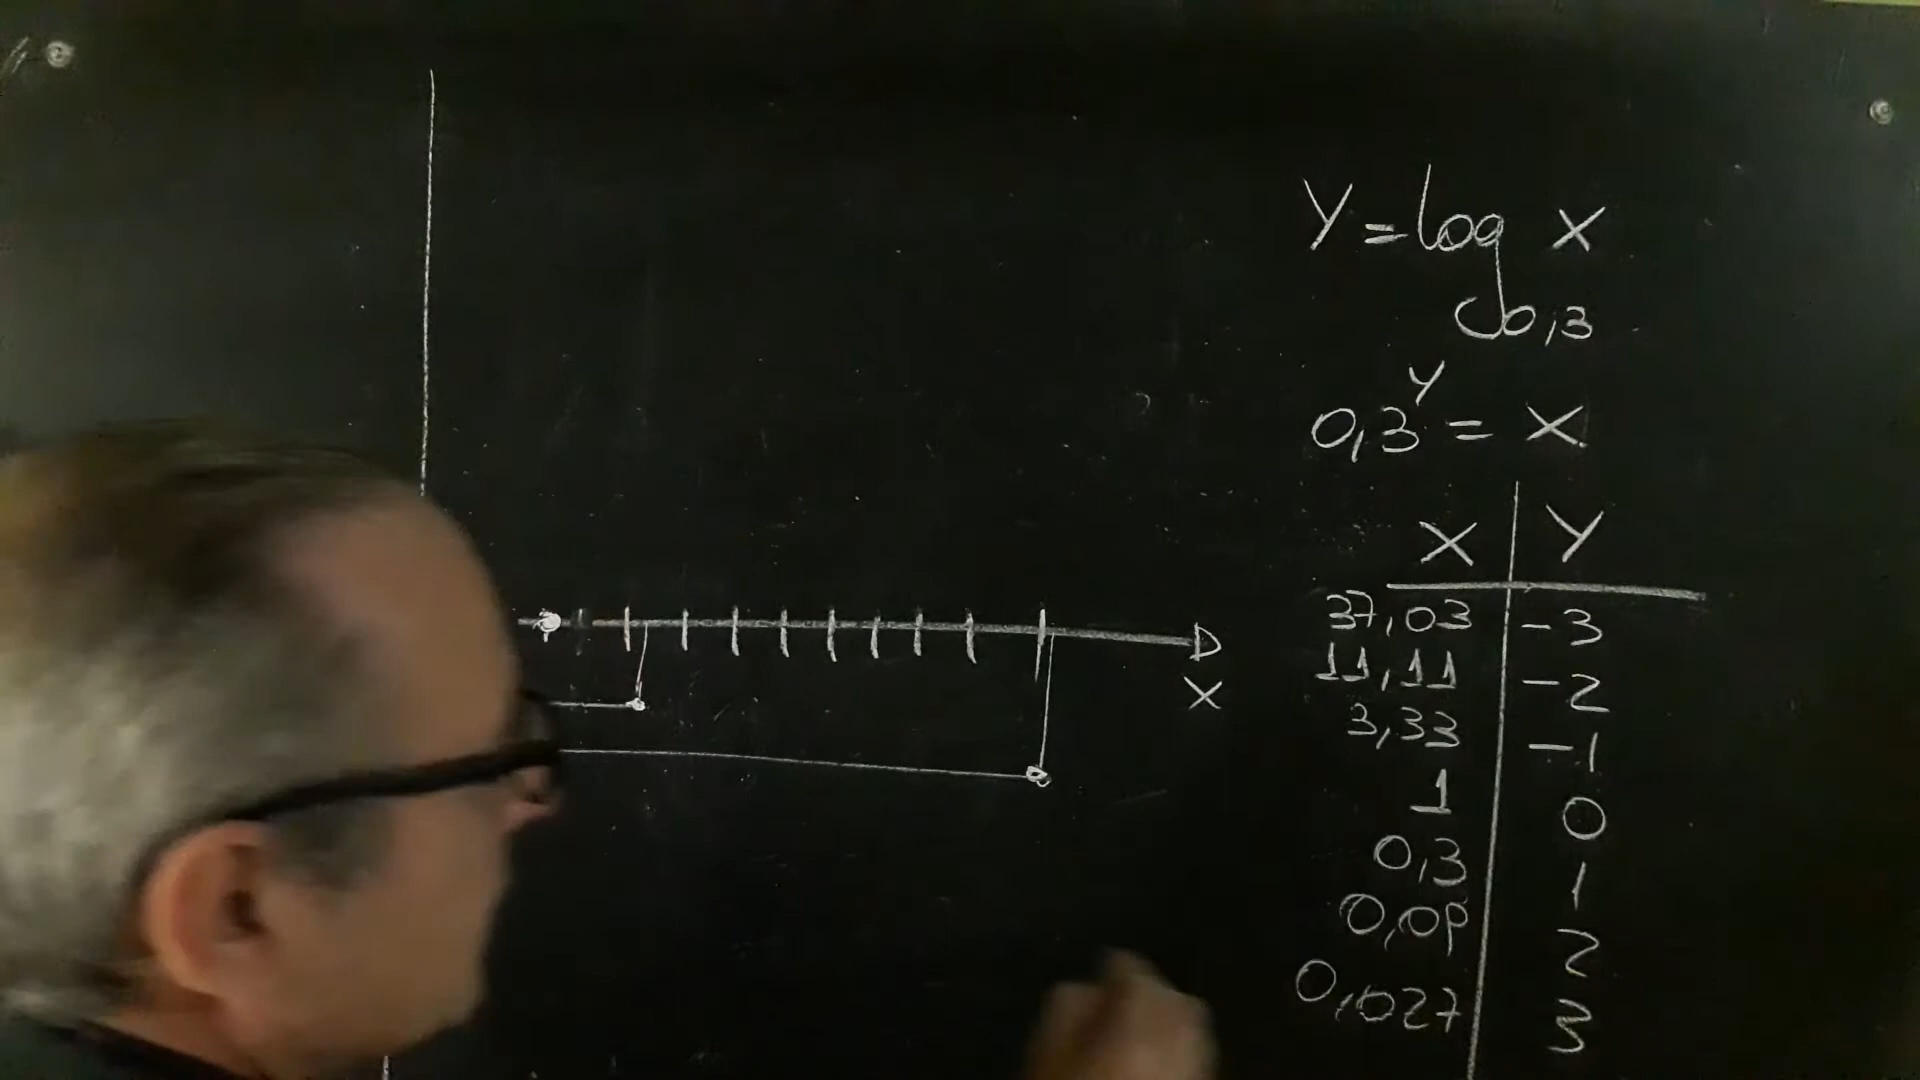 Y = log 0,3 X
0,3^Y = X
X Y
37,03 -3
11,11 -2
3,33 -1
1 0
0,3 1
0,09 2
0,027 3
X